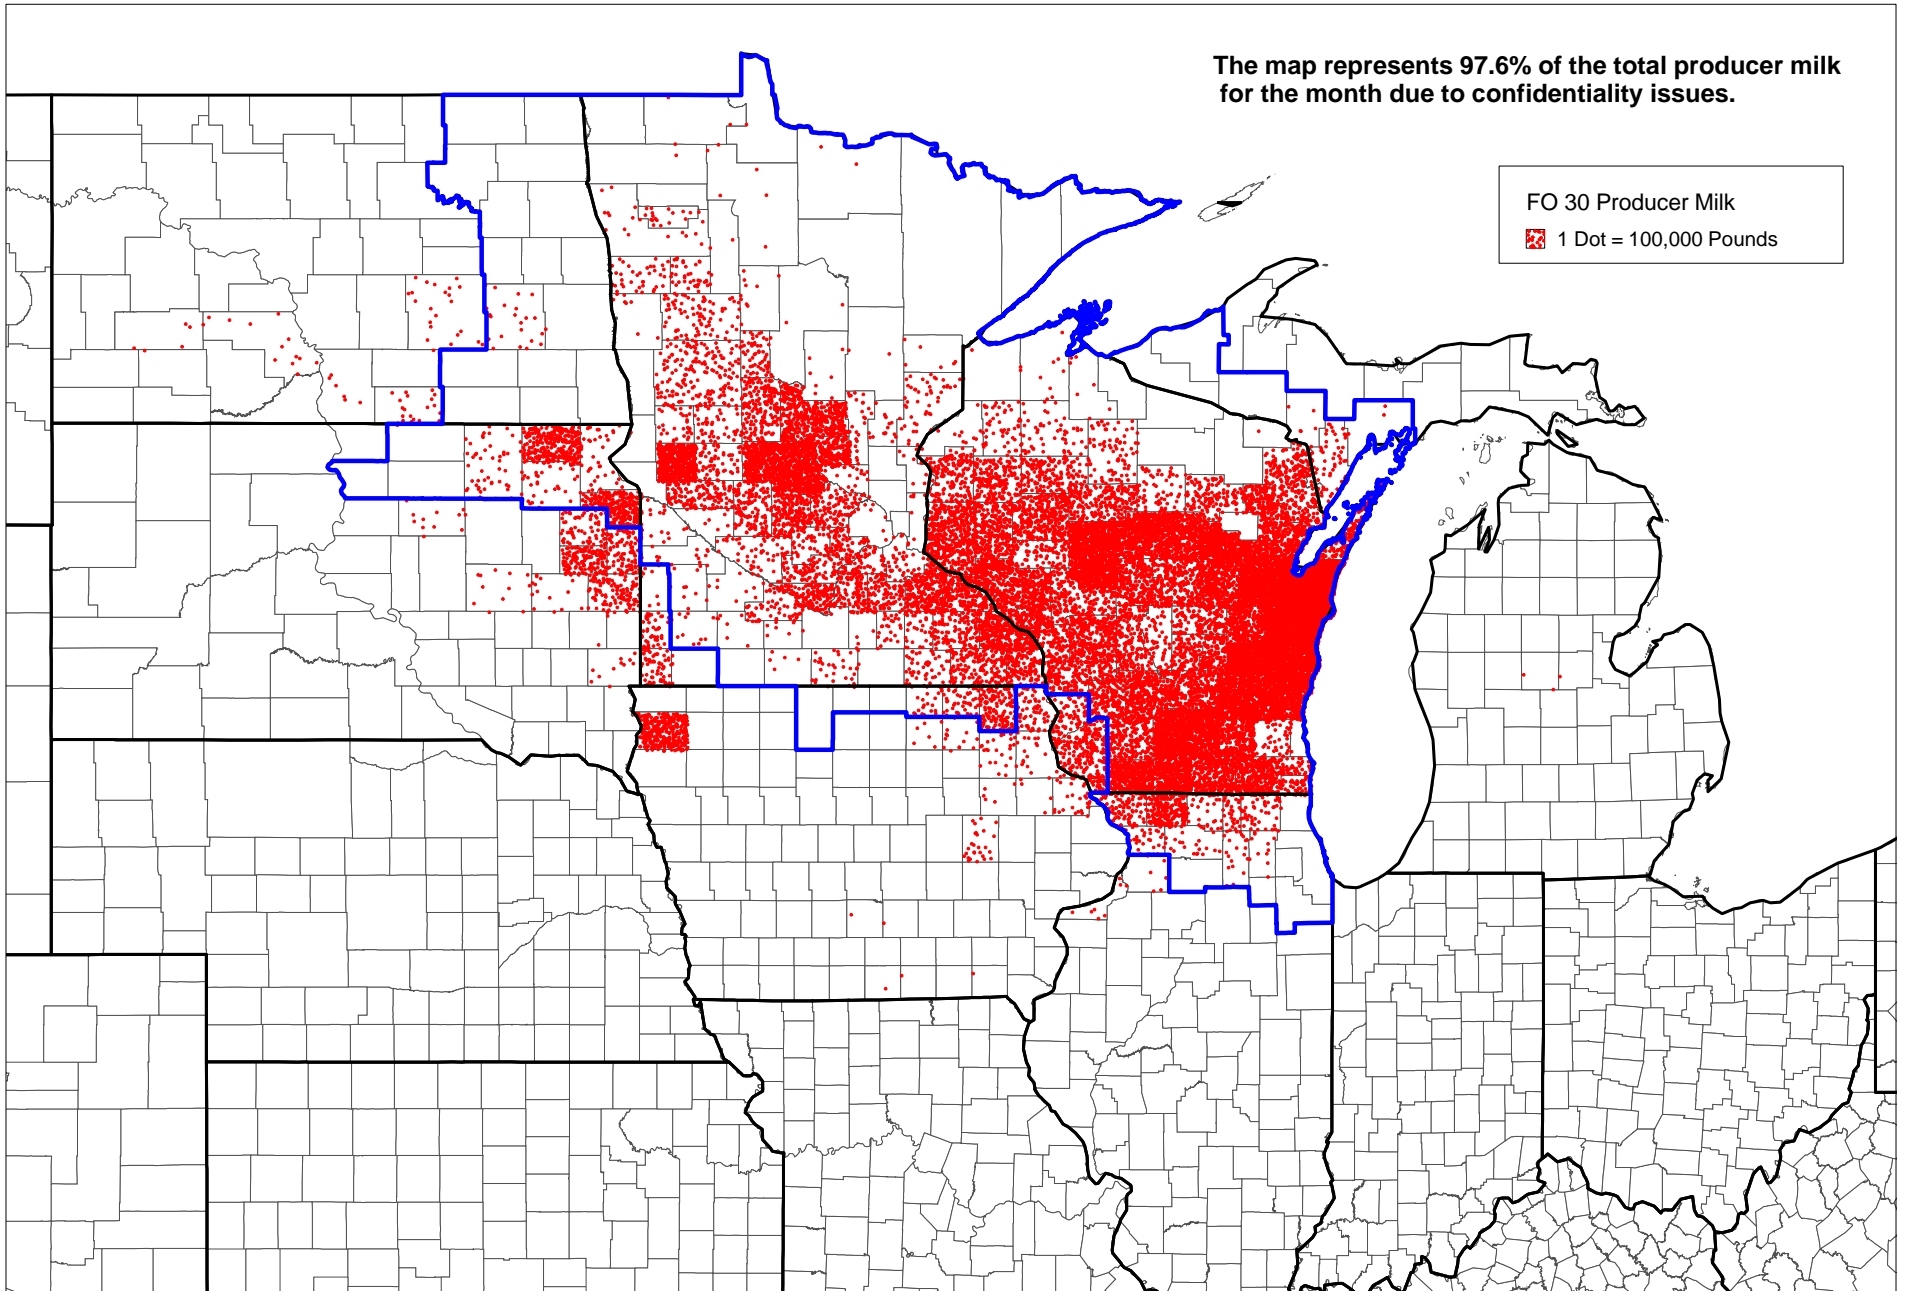 The map represents 97.6% of the total producer milk
for the month due to confidentiality issues.
FO 30 Producer Milk
1 Dot = 100,000 Pounds